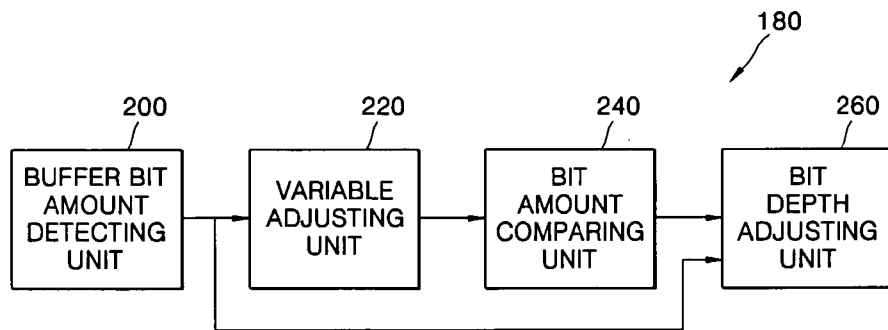 180
200
220
240
260
BUFFER BIT
AMOUNT
DETECTING
UNIT
VARIABLE
ADJUSTING
UNIT
BIT
AMOUNT
COMPARING
UNIT
BIT
DEPTH
ADJUSTING
UNIT